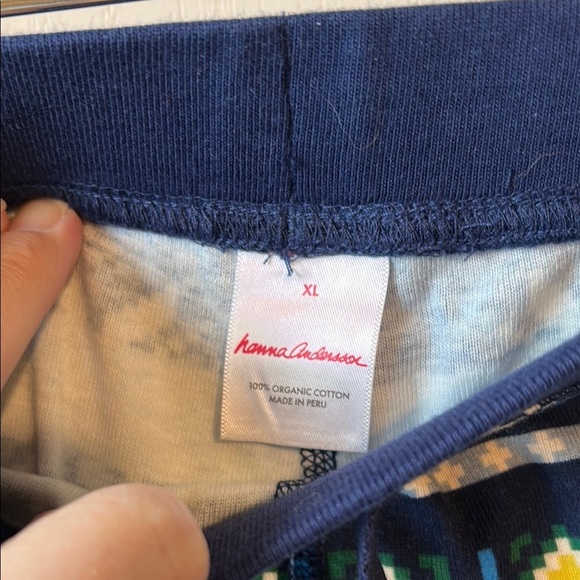 XL
hanna andersson
100% ORGANIC COTTON
MADE IN PERU